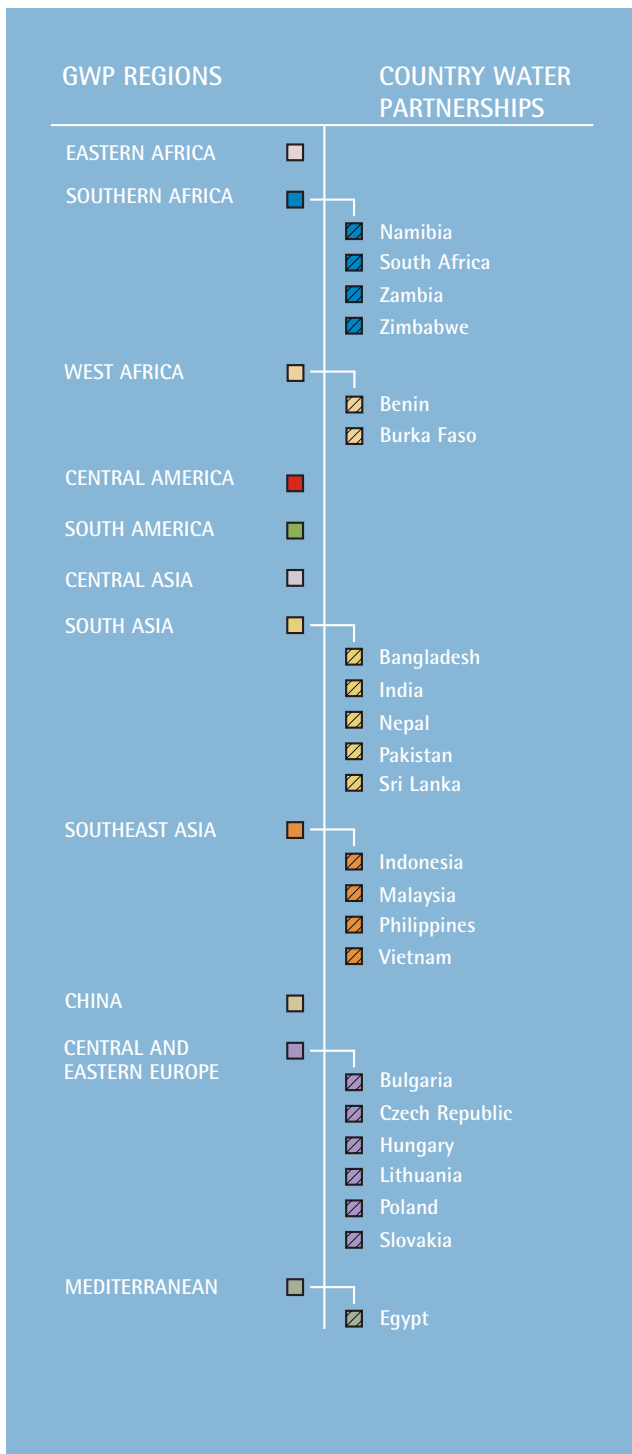 GWP REGIONS
COUNTRY WATER
PARTNERSHIPS
EASTERN AFRICA
SOUTHERN AFRICA
Namibia
South Africa
Zambia
Zimbabwe
WEST AFRICA
Benin
Burka Faso
CENTRAL AMERICA
SOUTH AMERICA
CENTRAL ASIA
SOUTH ASIA
Bangladesh
India
Nepal
Pakistan
Sri Lanka
SOUTHEAST ASIA
Indonesia
Malaysia
Philippines
Vietnam
CHINA
CENTRAL AND
EASTERN EUROPE
Bulgaria
Czech Republic
Hungary
Lithuania
Poland
Slovakia
MEDITERRANEAN
Egypt